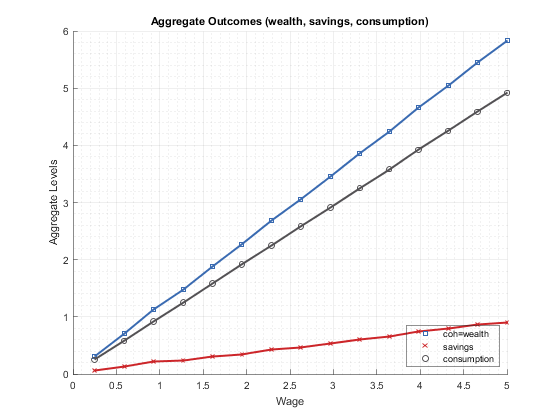 Aggregate Outcomes (wealth, savings, consumption)
6
5
4
3
2
1
0
Aggregate Levels
coh=wealth
savings
consumption
0 0.5 1 1.5 2 2.5 3 3.5 4 4.5 5
Wage